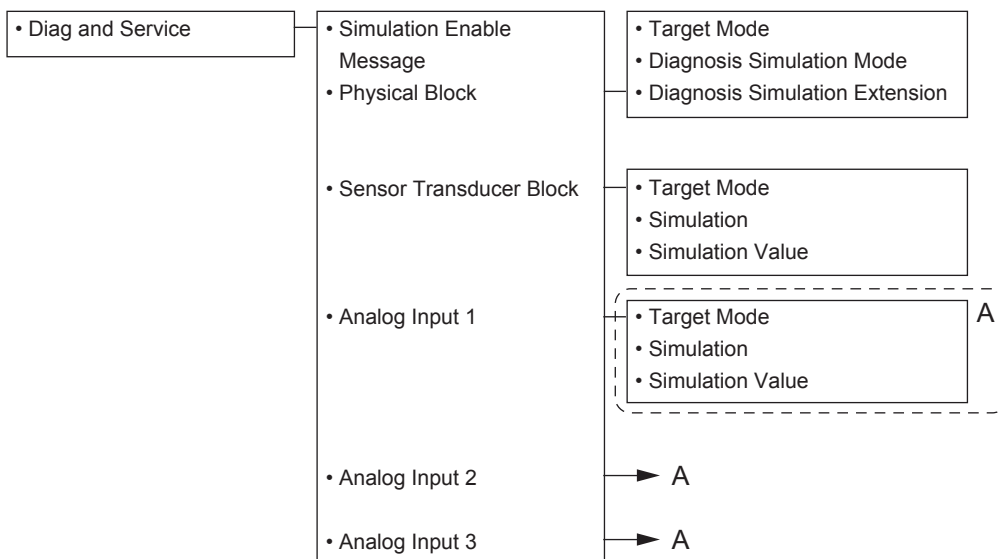 • Diag and Service
• Simulation Enable
Message
• Physical Block
• Sensor Transducer Block
• Analog Input 1
• Analog Input 2
• Analog Input 3
• Target Mode
• Diagnosis Simulation Mode
• Diagnosis Simulation Extension
• Target Mode
• Simulation
• Simulation Value
• Target Mode
• Simulation
• Simulation Value
A
A
A